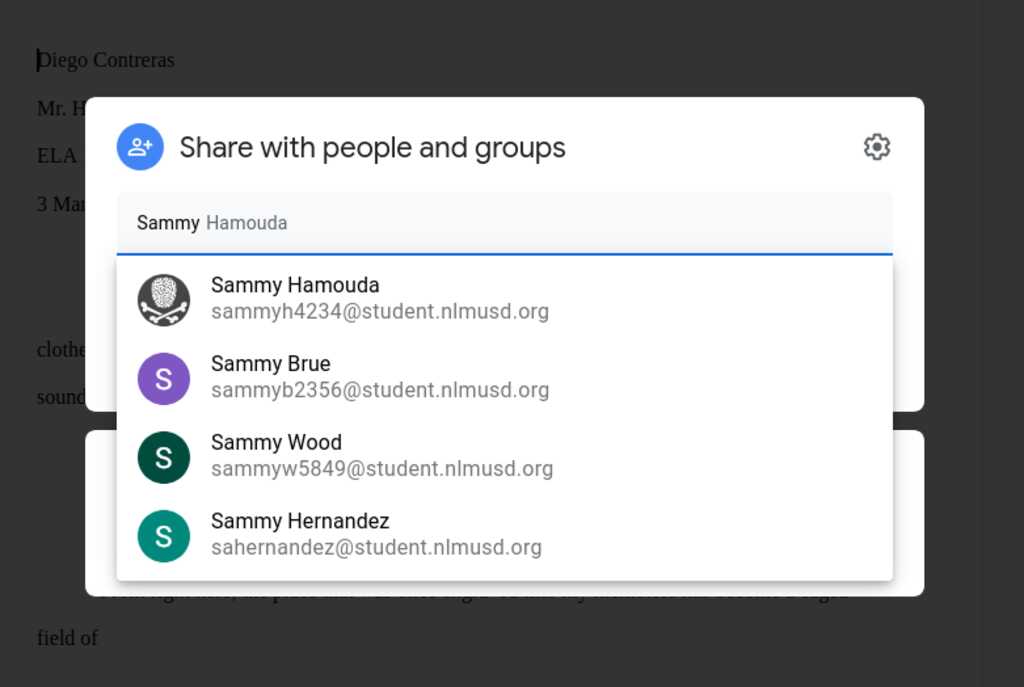 Diego Contreras
Mr. H
ELA
3 Mar
Share with people and groups
Sammy Hamouda
Sammy Hamouda
sammyh4234@student.nlmusd.org
clothe
S
Sammy Brue
sammyb2356@student.nlmusd.org
sound
S
Sammy Wood
sammyw5849@student.nlmusd.org
S
Sammy Hernandez
sahernandez@student.nlmusd.org
field of